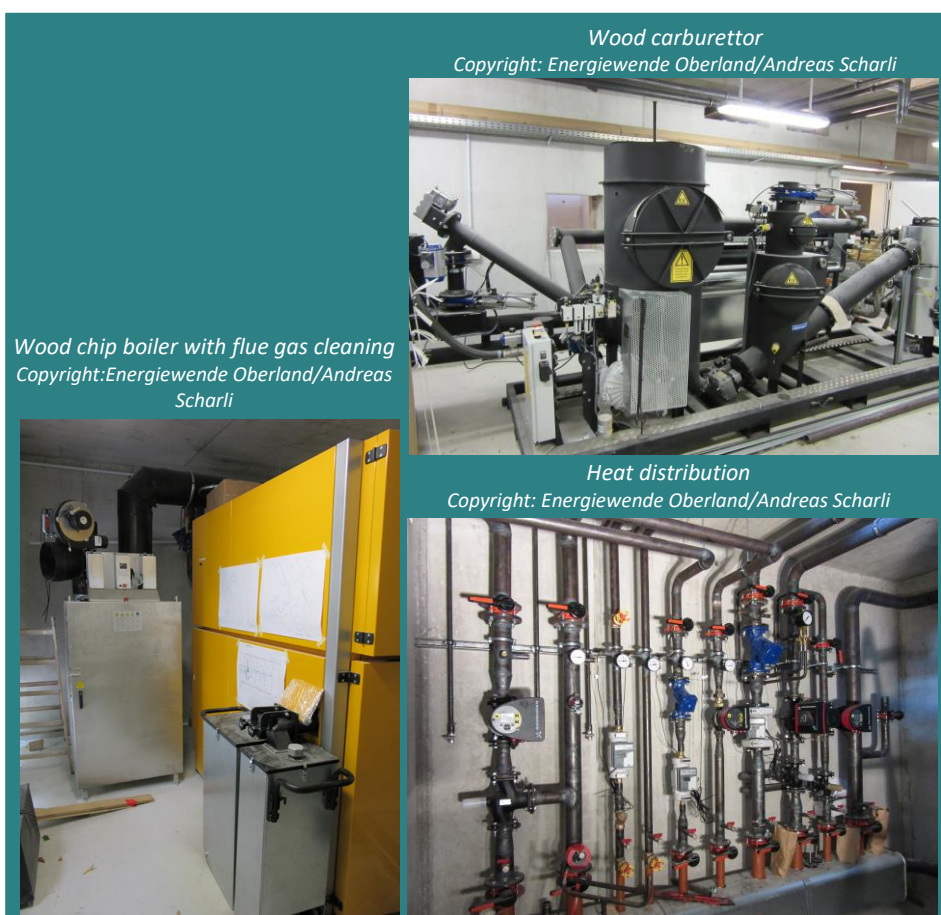 Wood carburettor
Copyright: Energiewende Oberland/Andreas Scharli
Wood chip boiler with flue gas cleaning
Copyright:Energiewende Oberland/Andreas
Scharli
Heat distribution
Copyright: Energiewende Oberland/Andreas Scharli